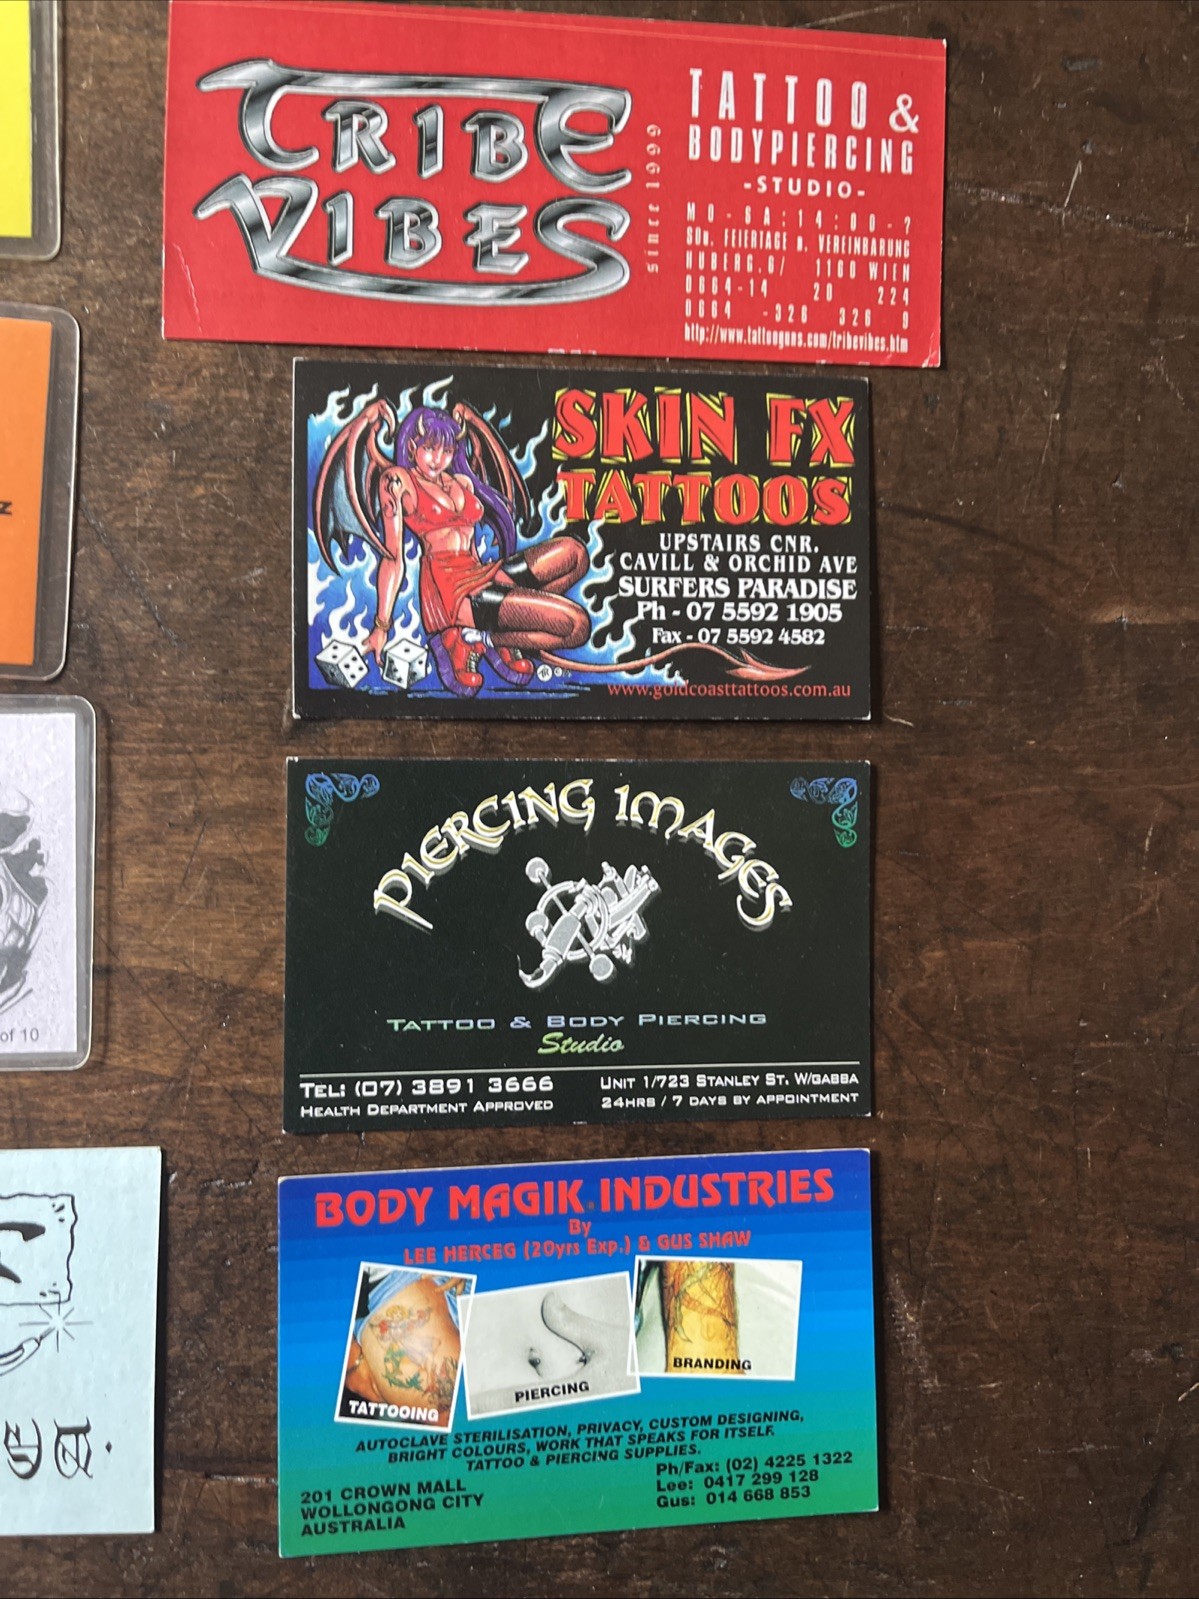 TRIBE
VIBES
since 1999
TATTOO &
BODYPIERCING
-STUDIO-
MO-SA:14:00-?
SOu. FEIERTAGE n. VEREINBARUNG
HUBERG.6/ 1160 WIEN
0664-14 20 224
0664 -326 326 9
http://www.tattooguns.com/tribevibes.htm
SKIN FX
TATTOOS
UPSTAIRS CNR.
CAVILL & ORCHID AVE
SURFERS PARADISE
Ph - 07 5592 1905
Fax - 07 5592 4582
www.goldcoasttattoos.com.au
PIERCING IMAGES
TATTOO & BODY PIERCING
Studio
TEL: (07) 3891 3666
HEALTH DEPARTMENT APPROVED
UNIT 1/723 STANLEY ST. W/GABBA
24HRS / 7 DAYS BY APPOINTMENT
of 10
N
BODY MAGIK INDUSTRIES
By
LEE HERCEG (20yrs Exp.) & GUS SHAW
TATTOOING
PIERCING
BRANDING
AUTOCLAVE STERILISATION, PRIVACY, CUSTOM DESIGNING,
BRIGHT COLOURS, WORK THAT SPEAKS FOR ITSELF.
TATTOO & PIERCING SUPPLIES.
201 CROWN MALL
WOLLONGONG CITY
AUSTRALIA
Ph/Fax: (02) 4225 1322
Lee: 0417 299 128
Gus: 014 668 853